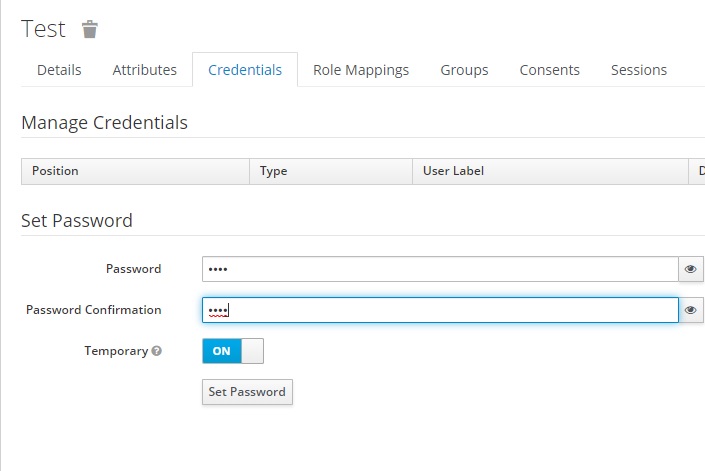 Test
Details Attributes Credentials Role Mappings Groups Consents Sessions
Manage Credentials
Position Type User Label D
Set Password
Password ••••
Password Confirmation ••••
Temporary ON
Set Password